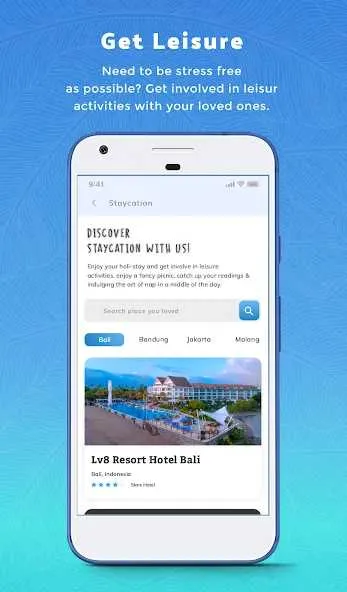 Get Leisure
Need to be stress free
as possible? Get involved in leisur
activities with your loved ones.
9:41
Staycation
DISCOVER
STAYCATION WITH US!
Enjoy your holi-stay and get involve in leisure
activities, enjoy a fancy picnic, catch up your readings &
indulging the art of nap in a middle of the day.
Search place you loved
Bali Bandung Jakarta Malang
Lv8 Resort Hotel Bali
Bali, Indonesia
Stars Hotel